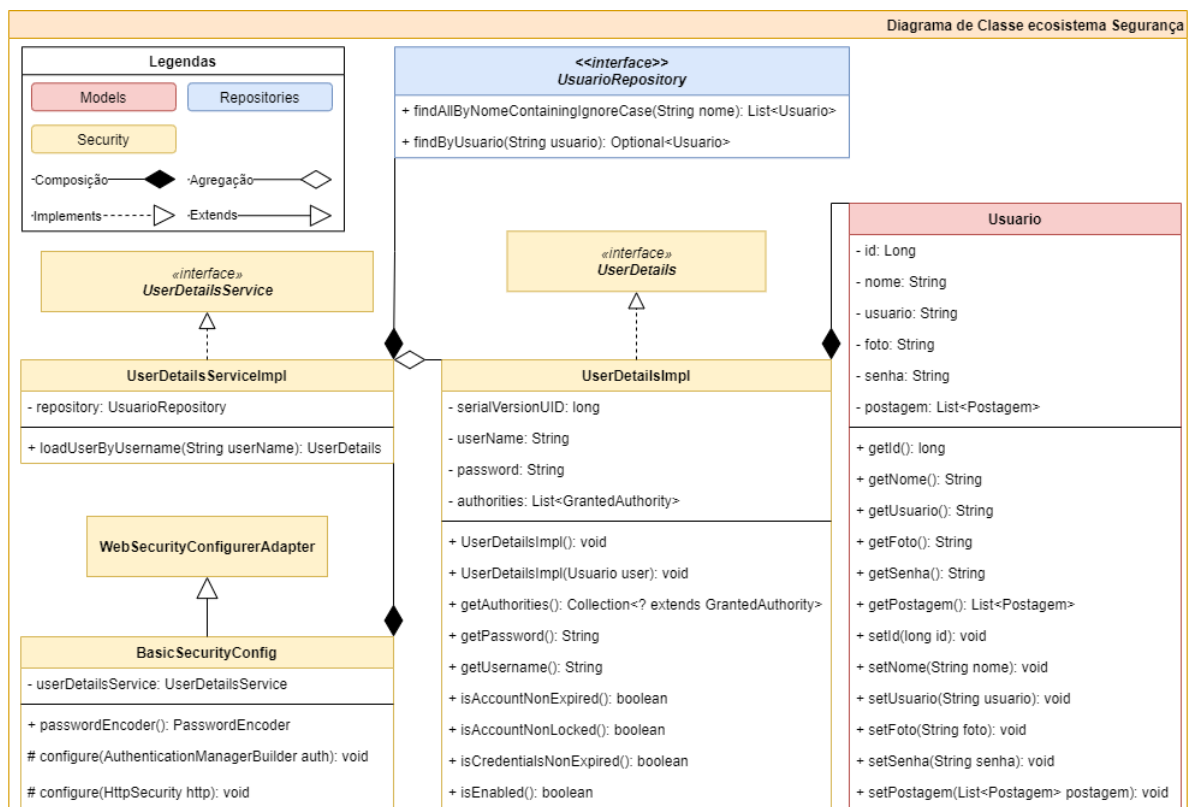 Diagrama de Classe ecosistema Segurança
Legendas
Models
Repositories
Security
-Composição
-Agregação
-Implements
-Extends
<<interface>>
UsuarioRepository
+ findAllByNomeContainingIgnoreCase(String nome): List<Usuario>
+ findByUsuario(String usuario): Optional<Usuario>
«interface»
UserDetailsService
«interface»
UserDetails
UserDetailsServiceImpl
- repository: UsuarioRepository
+ loadUserByUsername(String userName): UserDetails
WebSecurityConfigurerAdapter
BasicSecurityConfig
- userDetailsService: UserDetailsService
+ passwordEncoder(): PasswordEncoder
# configure(AuthenticationManagerBuilder auth): void
# configure(HttpSecurity http): void
UserDetailsImpl
- serialVersionUID: long
- userName: String
- password: String
- authorities: List<GrantedAuthority>
+ UserDetailsImpl(): void
+ UserDetailsImpl(Usuario user): void
+ getAuthorities(): Collection<? extends GrantedAuthority>
+ getPassword(): String
+ getUsername(): String
+ isAccountNonExpired(): boolean
+ isAccountNonLocked(): boolean
+ isCredentialsNonExpired(): boolean
+ isEnabled(): boolean
Usuario
- id: Long
- nome: String
- usuario: String
- foto: String
- senha: String
- postagem: List<Postagem>
+ getId(): long
+ getNome(): String
+ getUsuario(): String
+ getFoto(): String
+ getSenha(): String
+ getPostagem(): List<Postagem>
+ setId(long id): void
+ setNome(String nome): void
+ setUsuario(String usuario): void
+ setFoto(String foto): void
+ setSenha(String senha): void
+ setPostagem(List<Postagem> postagem): void